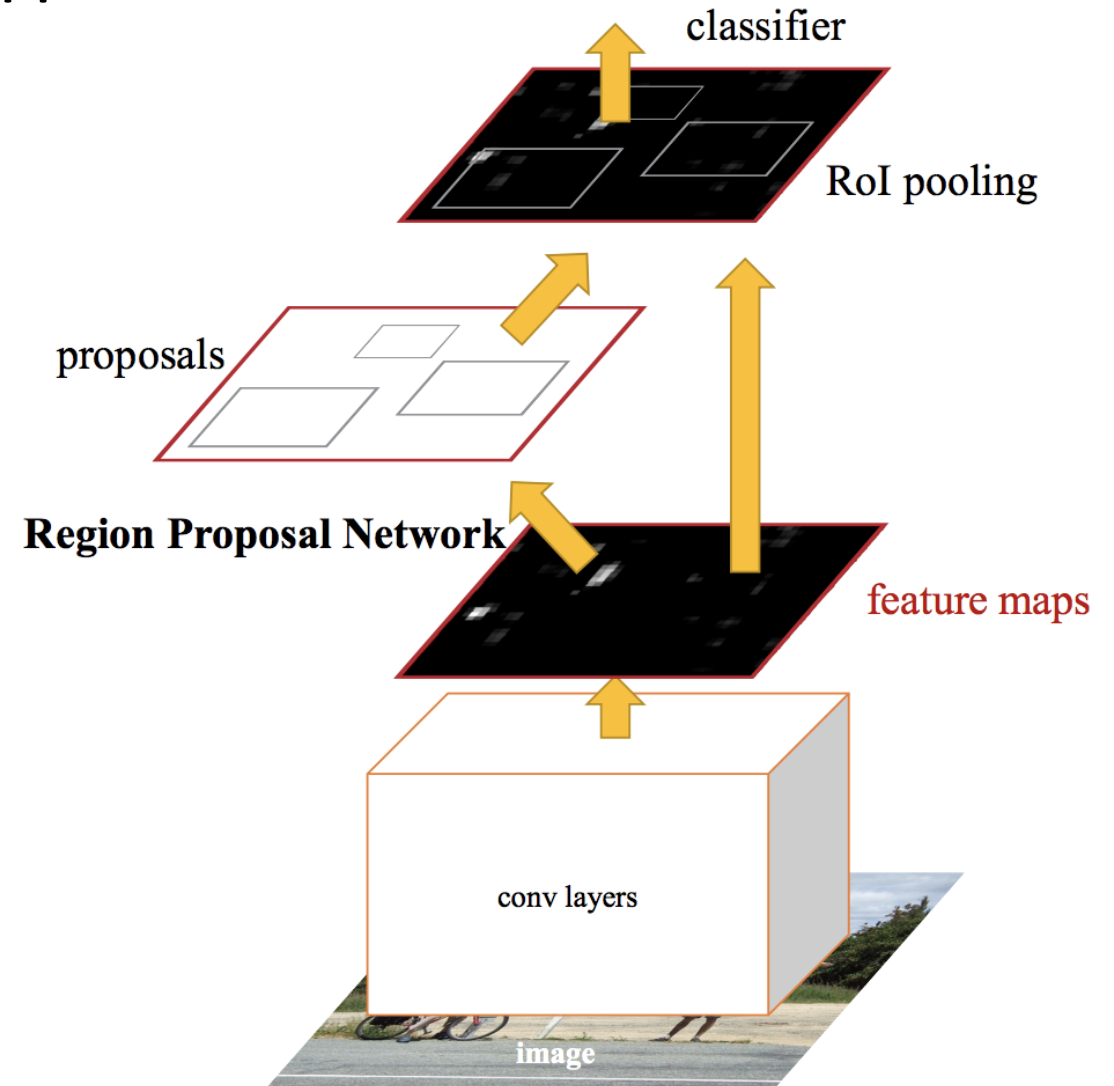 classifier
RoI pooling
proposals
Region Proposal Network
feature maps
conv layers
image